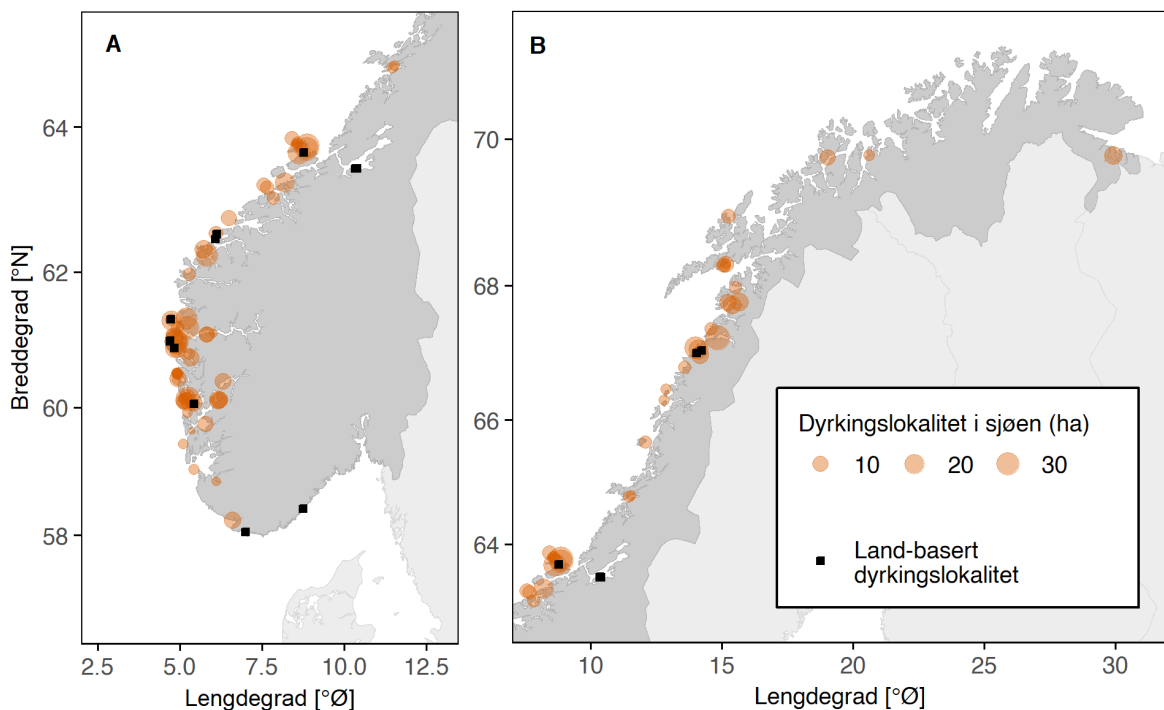 A
B
64
62
60
58
Breddegrad [°N]
2.5
5.0
7.5
10.0
12.5
Lengdegrad [°Ø]
70
68
66
64
10
15
20
25
30
Lengdegrad [°Ø]
Dyrkingslokalitet i sjøen (ha)
10
20
30
Land-basert
dyrkingslokalitet